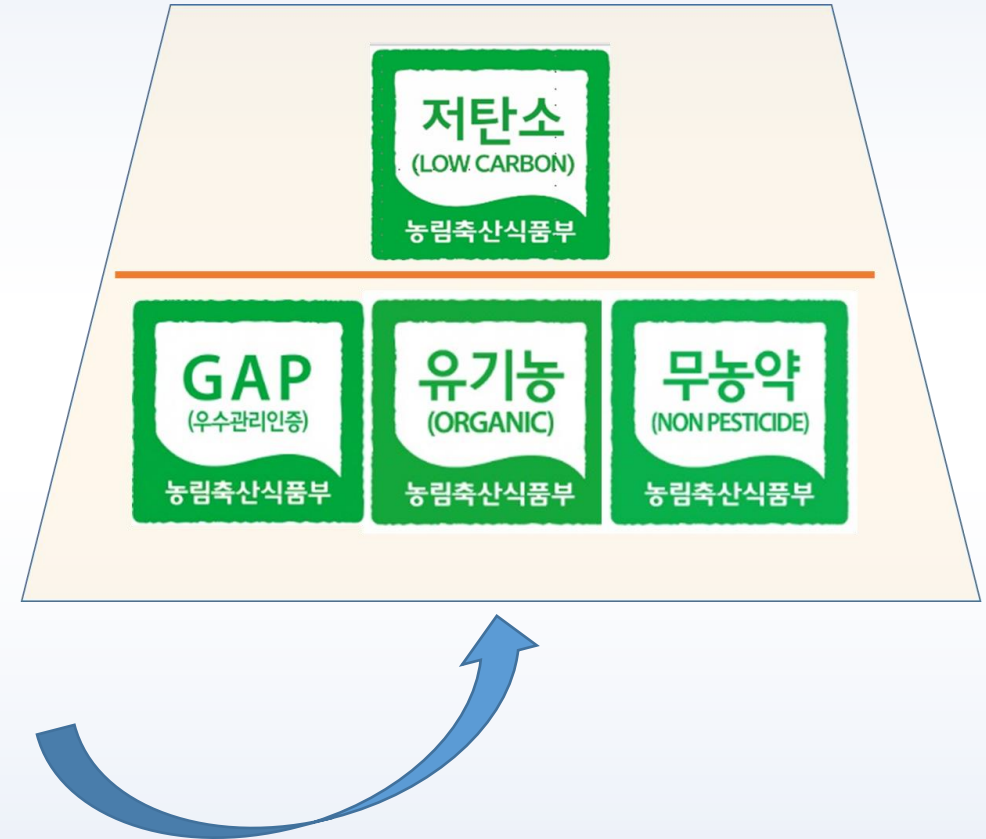 저탄소
(LOW CARBON)
농림축산식품부
GAP
(우수관리인증)
농림축산식품부
유기농
(ORGANIC)
농림축산식품부
무농약
(NON PESTICIDE)
농림축산식품부